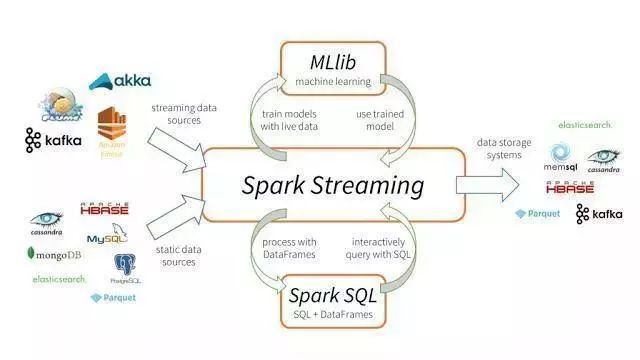 MLlib
machine learning
akka
FLUME
kafka
Amazon
Kinesis
streaming data
sources
train models
with live data
use trained
model
data storage
systems
elasticsearch.
memsql
cassandra
APACHE
HBASE
Parquet
kafka
Spark Streaming
cassandra
APACHE
HBASE
MySQL
mongoDB
PostgreSQL
elasticsearch.
Parquet
static data
sources
process with
DataFrames
interactively
query with SQL
Spark SQL
SQL + DataFrames